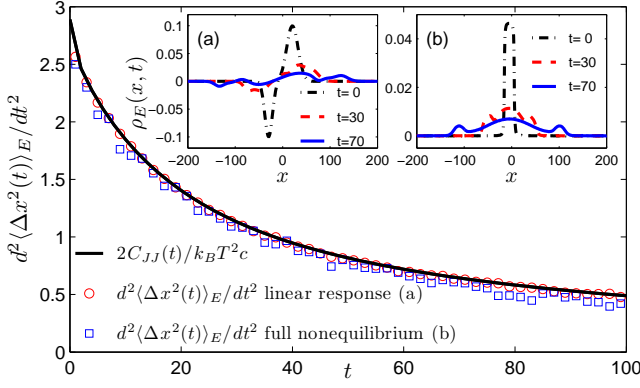 d²⟨Δx²(t)⟩_E/dt²
3
2.5
2
1.5
1
0.5
0
0 20 40 60 80 100
t
2C_{JJ}(t)/k_BT²c
d²⟨Δx²(t)⟩_E/dt² linear response (a)
d²⟨Δx²(t)⟩_E/dt² full nonequilibrium (b)
(a)
ρ_E(x, t)
0.1
0.05
0
−0.05
−0.1
−200 −100 0 100 200
x
t= 0
t=30
t=70
(b)
0.04
0.02
0
−200 −100 0 100 200
x
t= 0
t=30
t=70